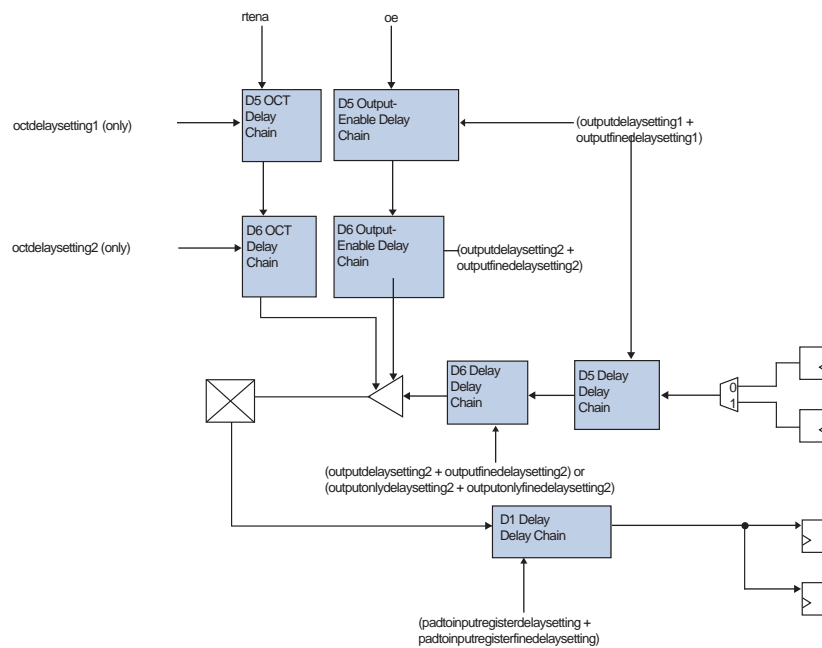 rtena
oe
D5 OCT
Delay
Chain
D5 Output-
Enable Delay
Chain
octdelaysetting1 (only)
(outputdelaysetting1 +
outputfinedelaysetting1)
D6 OCT
Delay
Chain
D6 Output-
Enable Delay
Chain
octdelaysetting2 (only)
(outputdelaysetting2 +
outputfinedelaysetting2)
D6 Delay
Delay
Chain
D5 Delay
Delay
Chain
0
1
(outputdelaysetting2 + outputfinedelaysetting2) or
(outputonlydelaysetting2 + outputonlyfinedelaysetting2)
D1 Delay
Delay Chain
(padtoinputregisterdelaysetting +
padtoinputregisterfinedelaysetting)